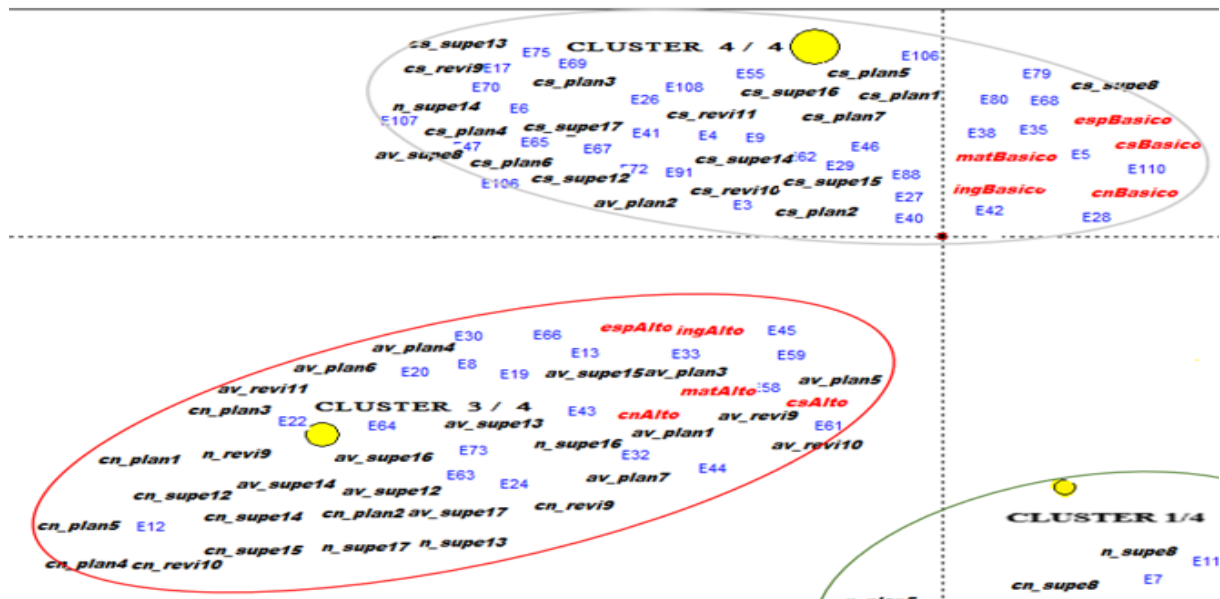 cs_supe13 E75 CLUSTER 4 / 4 E106
cs_revi9 E17 E69 cs_plan3 E55 cs_plan5 E79
E70 E108 cs_supe16 cs_plan1 cs_supe8
n_supe14 E6 E26 cs_revi11 cs_plan7 E80 E68 espBasico
E107 cs_plan4 cs_supe17 E41 E4 E9 E38 E35 csBasico
E47 E65 E67 E46
av_supe8 cs_plan6 E72 E91 cs_supe14 E62 E29 matBasico E5 E110
E106 cs_supe12 cs_revi10 cs_supe15 E88 ingBasico cnBasico
av_plan2 E3 cs_plan2 E27 E40 E42 E28
E30 E66 espAlto ingAlto E45
av_plan4 E13 E33 E59
av_plan6 E20 E8 E19 av_supe15 av_plan3 av_plan5
av_revi11 matAlto E58 csAlto
cn_plan3 CLUSTER 3 / 4 E43 cnAlto av_revi9
E22 E64 av_supe13 av_plan1 E61
cn_plan1 n_revi9 av_supe16 E73 n_supe16 E32 av_revi10
cn_supe12 av_supe14 av_supe12 E63 E24 av_plan7 E44
cn_plan5 E12 cn_supe14 cn_plan2 av_supe17 cn_revi9
cn_plan4 cn_revi10 cn_supe15 n_supe17 n_supe13
CLUSTER 1/4
n_supe8 E11
cn_supe8 E7